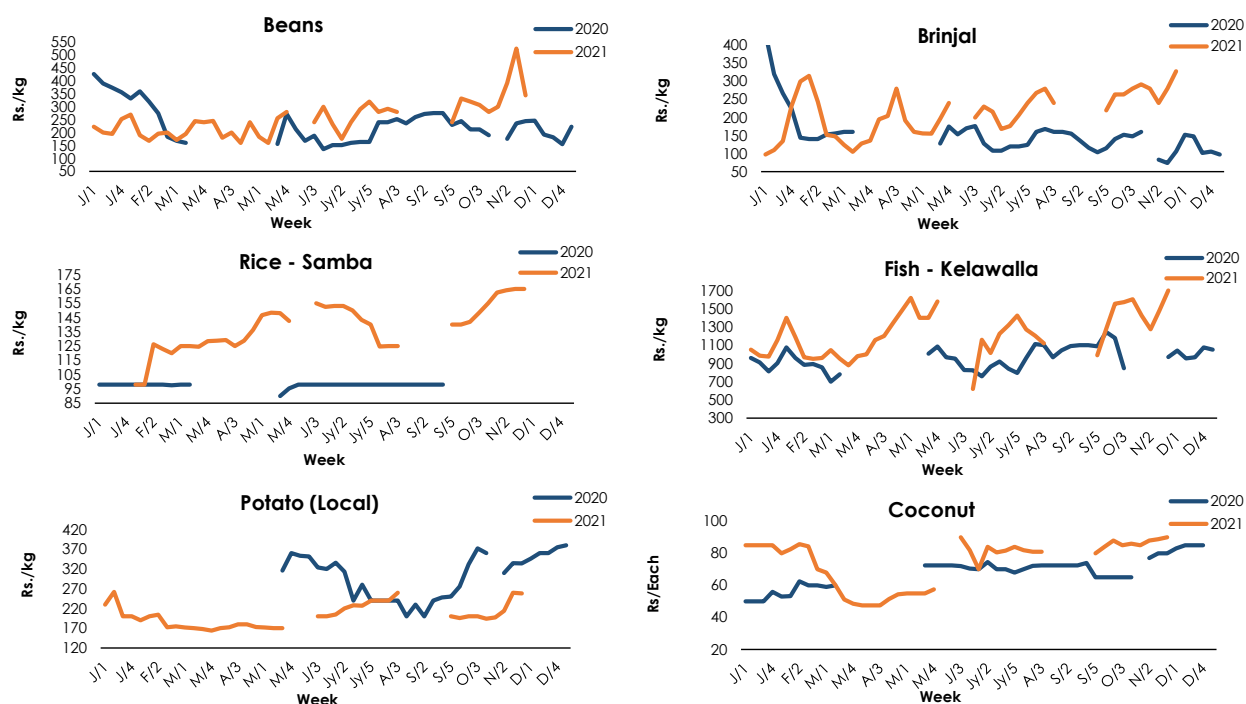 Beans
2020
2021
Rs./kg
550
500
450
400
350
300
250
200
150
100
50
J/1
J/4
F/2
M/1
M/4
A/3
M/1
M/4
J/3
Jy/2
Jy/5
A/3
S/2
S/5
O/3
N/2
D/1
D/4
Week
Brinjal
2020
2021
Rs./kg
400
350
300
250
200
150
100
50
J/1
J/4
F/2
M/1
M/4
A/3
M/1
M/4
J/3
Jy/2
Jy/5
A/3
S/2
S/5
O/3
N/2
D/1
D/4
Week
Rice - Samba
2020
2021
Rs./kg
175
165
155
145
135
125
115
105
95
85
J/1
J/4
F/2
M/1
M/4
A/3
M/1
M/4
J/3
Jy/2
Jy/5
A/3
S/2
S/5
O/3
N/2
D/1
D/4
Week
Fish - Kelawalla
2020
2021
Rs./kg
1700
1500
1300
1100
900
700
500
300
J/1
J/4
F/2
M/1
M/4
A/3
M/1
M/4
J/3
Jy/2
Jy/5
A/3
S/2
S/5
O/3
N/2
D/1
D/4
Week
Potato (Local)
2020
2021
Rs./kg
420
370
320
270
220
170
120
J/1
J/4
F/2
M/1
M/4
A/3
M/1
M/4
J/3
Jy/2
Jy/5
A/3
S/2
S/5
O/3
N/2
D/1
D/4
Week
Coconut
2020
2021
Rs/Each
100
80
60
40
20
J/1
J/4
F/2
M/1
M/4
A/3
M/1
M/4
J/3
Jy/2
Jy/5
A/3
S/2
S/5
O/3
N/2
D/1
D/4
Week